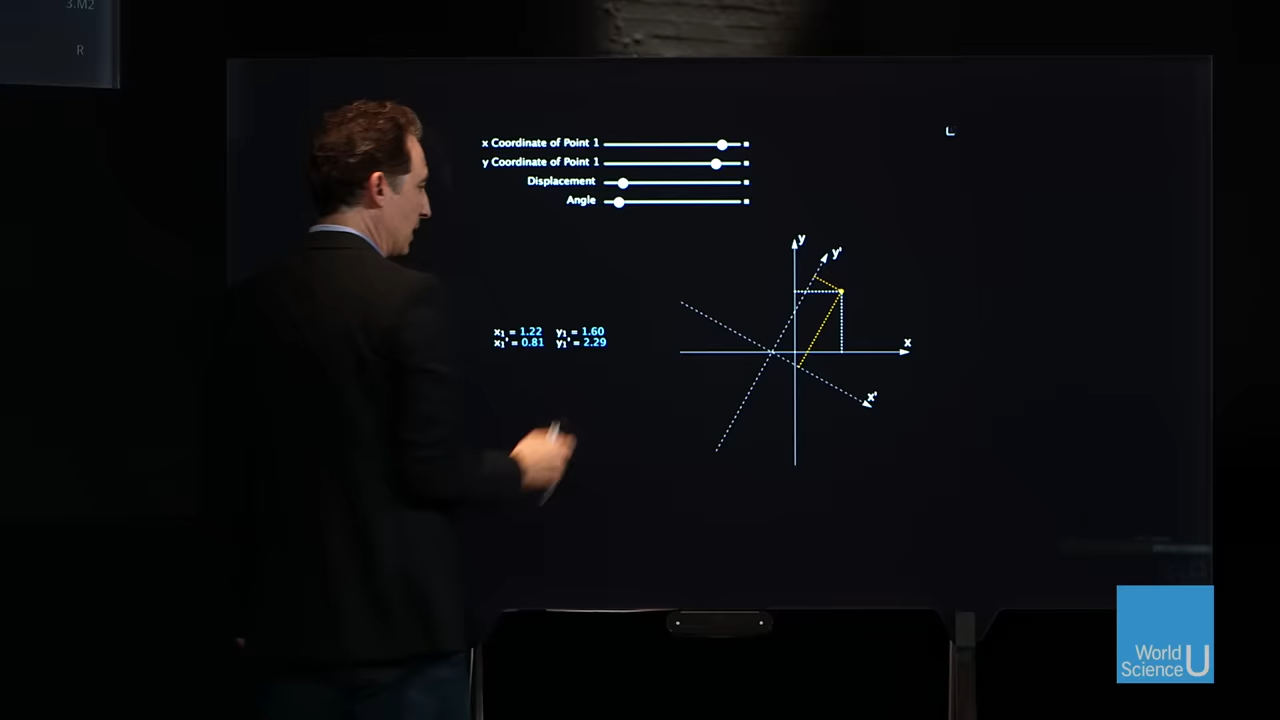 3.M2
R
x Coordinate of Point 1
y Coordinate of Point 1
Displacement
Angle
y
y'
x₁ = 1.22 y₁ = 1.60
x₁' = 0.81 y₁' = 2.29
x
x'
World
Science U